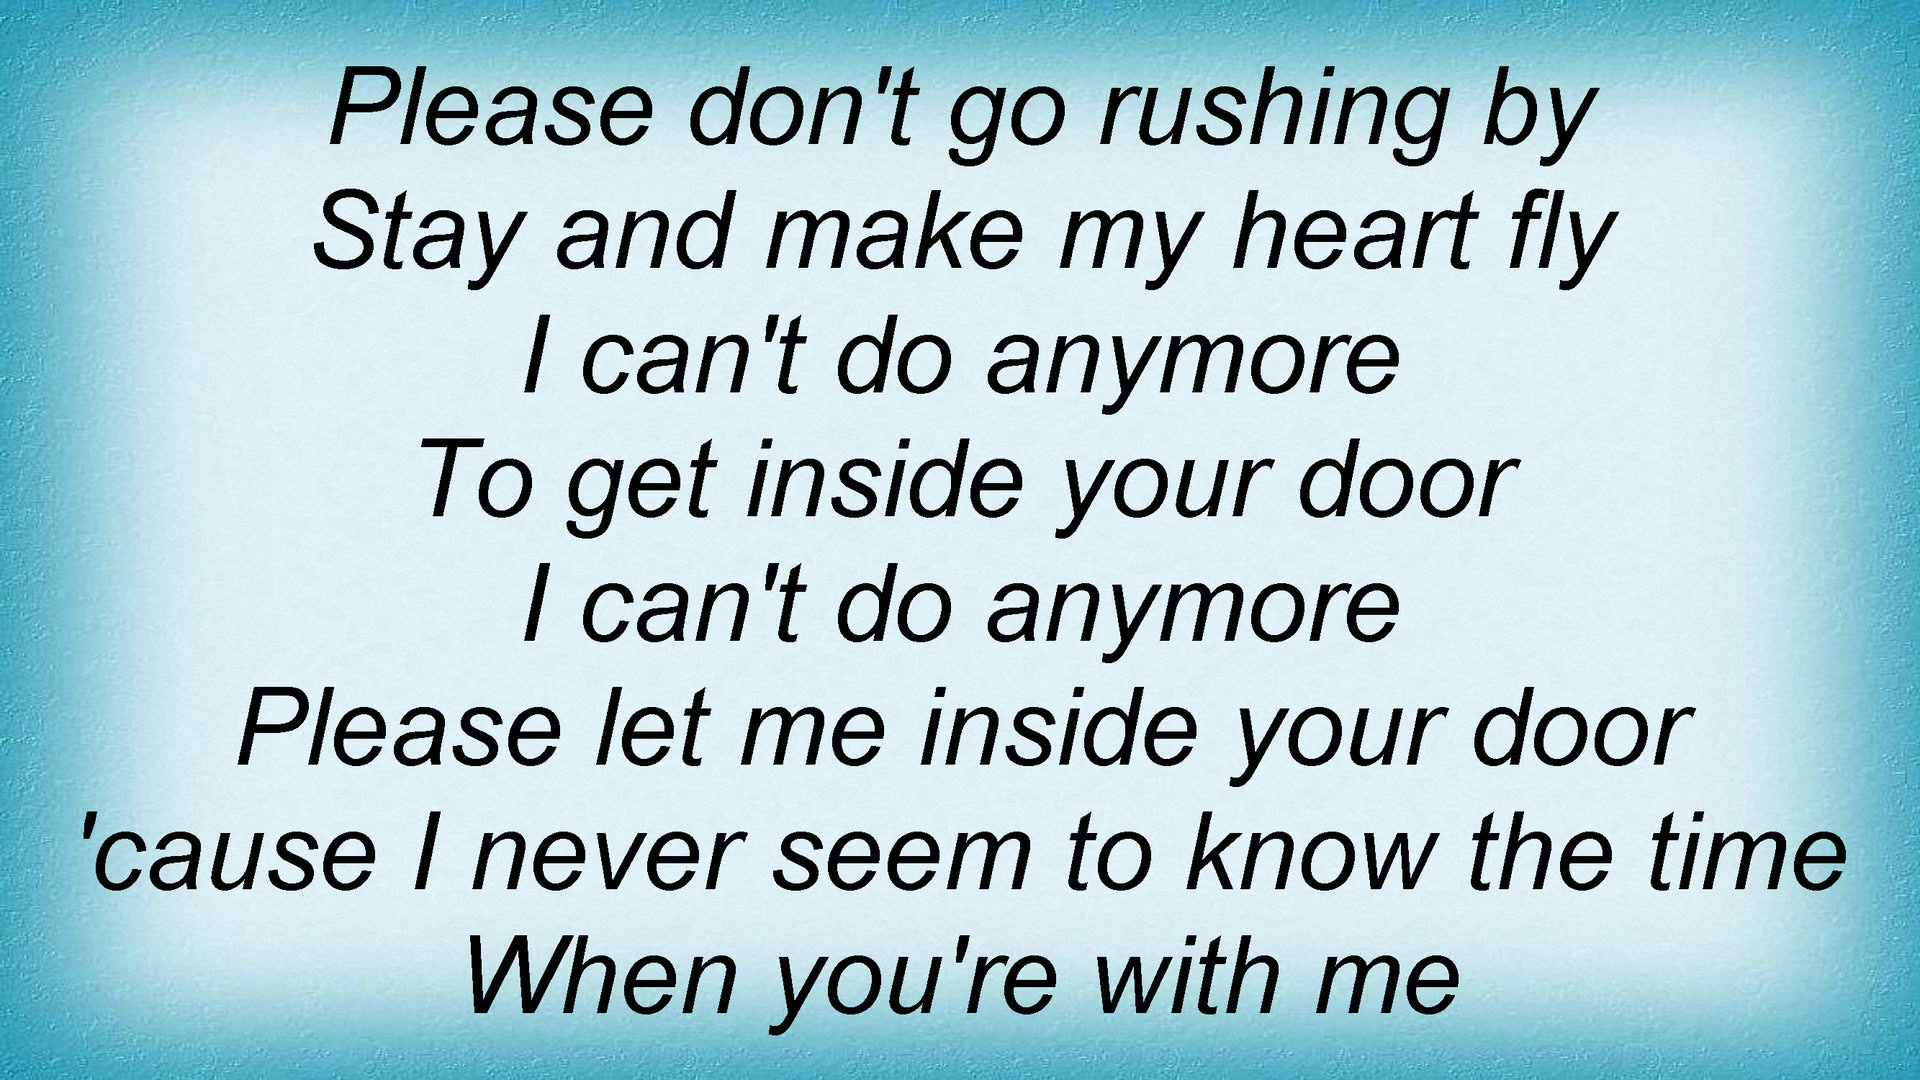 Please don't go rushing by
Stay and make my heart fly
I can't do anymore
To get inside your door
I can't do anymore
Please let me inside your door
'cause I never seem to know the time
When you're with me